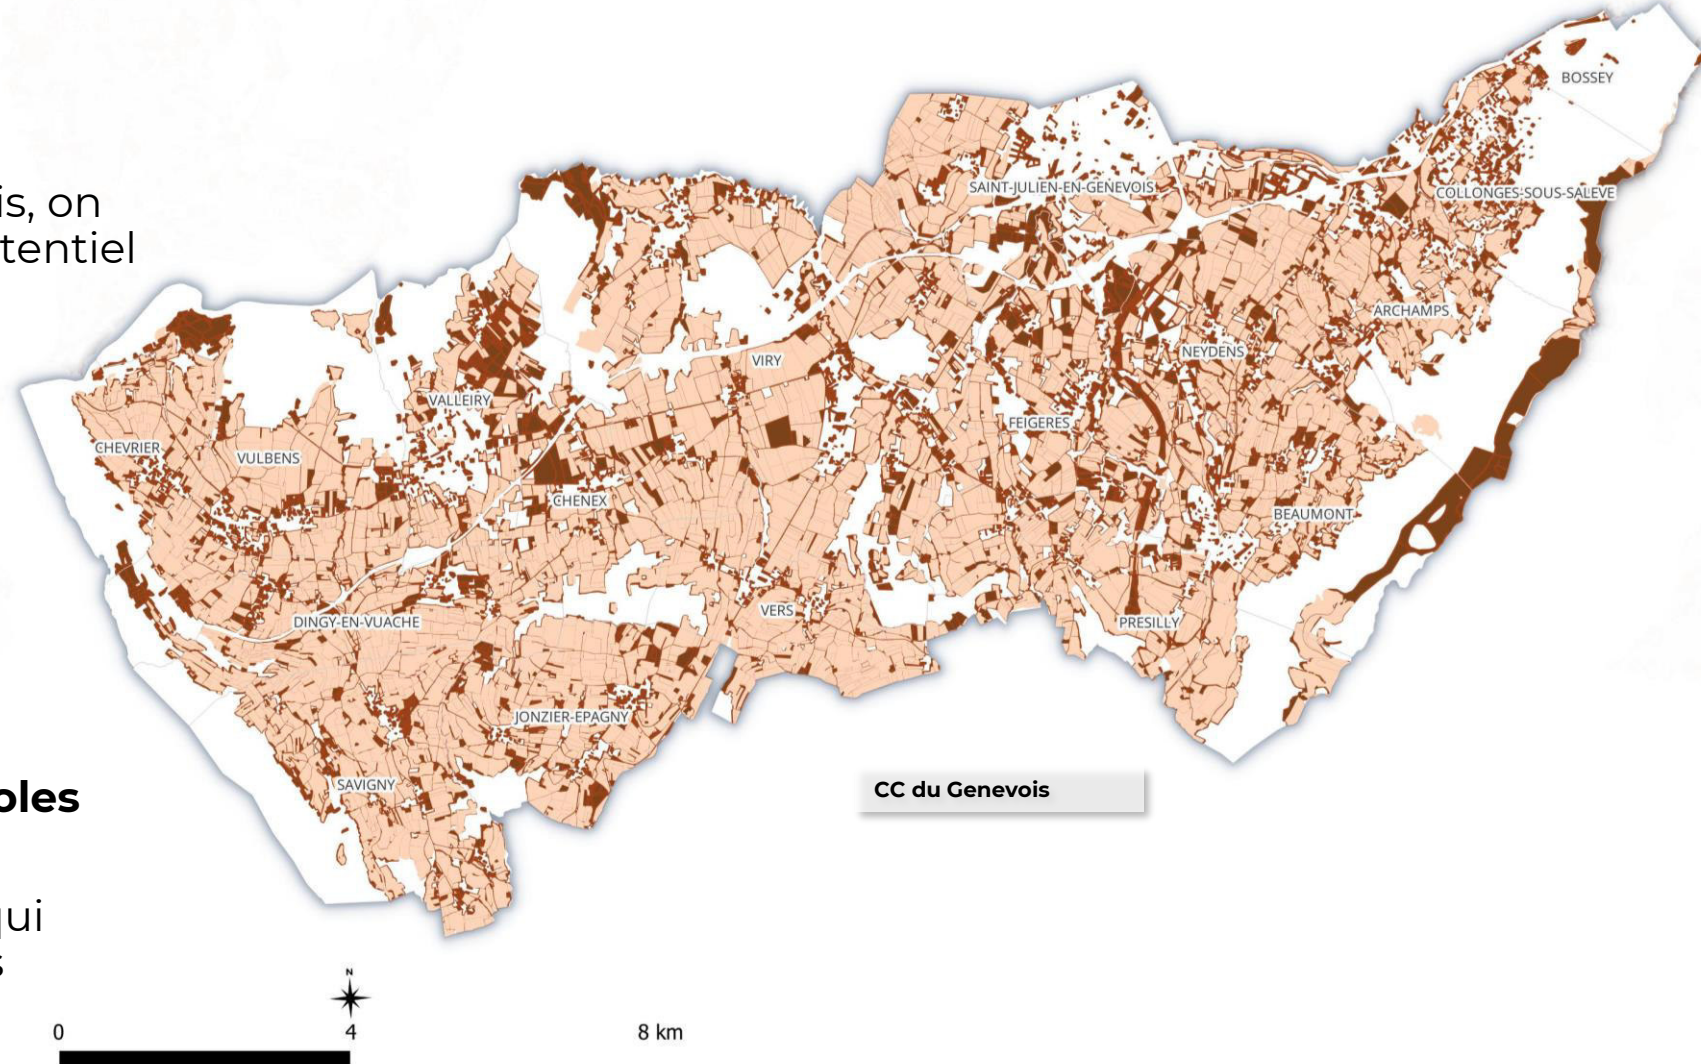 is, on
tentiel
oles
qui
s
BOSSEY
SAINT-JULIEN-EN-GENEVOIS
COLLONGES-SOUS-SALEVE
ARCHAMPS
NEYDENS
VIRY
VALLEIRY
FEIGERES
CHEVRIER
VULBENS
CHENEX
BEAUMONT
VERS
DINGY-EN-VUACHE
PRESILLY
JONZIER-EPAGNY
SAVIGNY
CC du Genevois
N
0 4 8 km